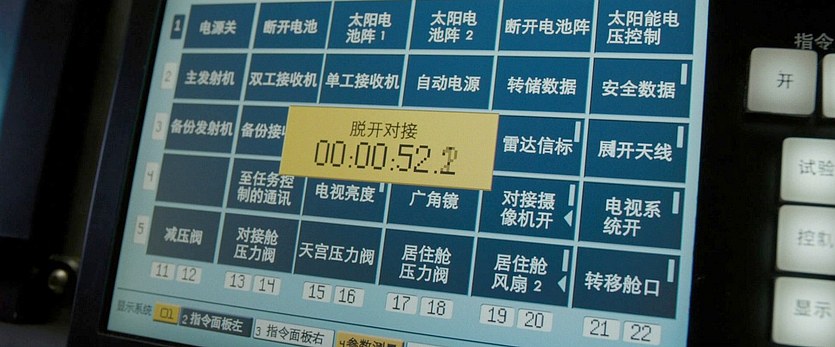 1
电源关
断开电池
太阳电
池阵 1
太阳电
池阵 2
断开电池阵
太阳能电
压控制
指令
2
主发射机
双工接收机
单工接收机
自动电源
转储数据
安全数据
开
3
备份发射机
备份接
脱开对接
00:00:52.
雷达信标
展开天线
试验
4
至任务控
制的通讯
电视亮度
广角镜
对接摄
像机开
电视系
统开
5
减压阀
对接舱
压力阀
天宫压力阀
居住舱
压力阀
居住舱
风扇 2
转移舱口
控制
11 12
13 14
15 16
17 18
19 20
21 22
显示
显示系统
2 指令面板左
3 指令面板右
4 参数测量